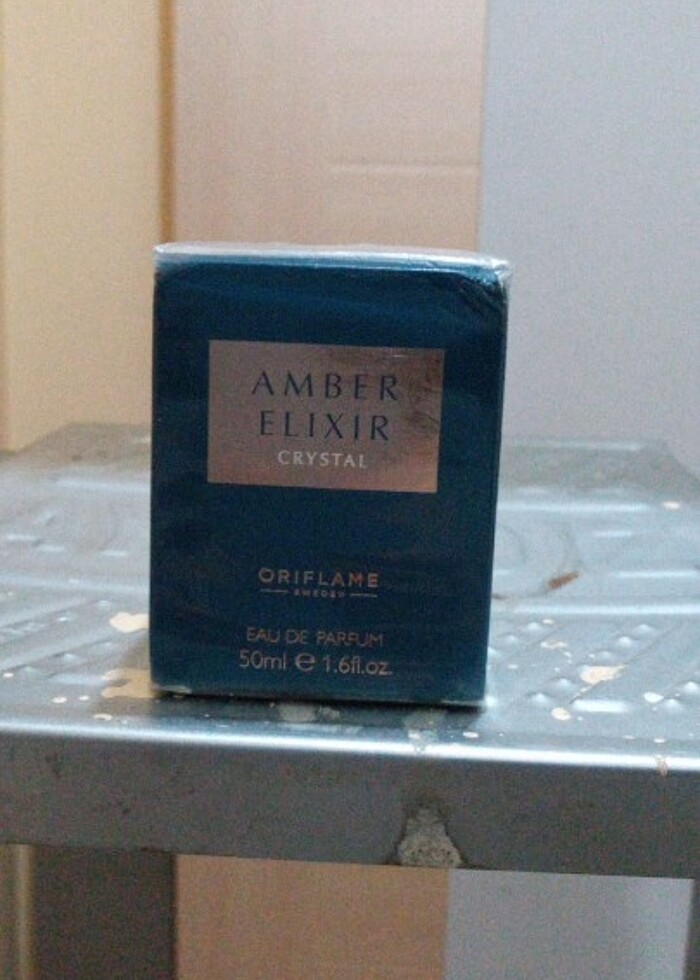 AMBER
ELIXIR
CRYSTAL
ORIFLAME
SWEDEN
EAU DE PARFUM
50ml ℮ 1.6fl.oz.